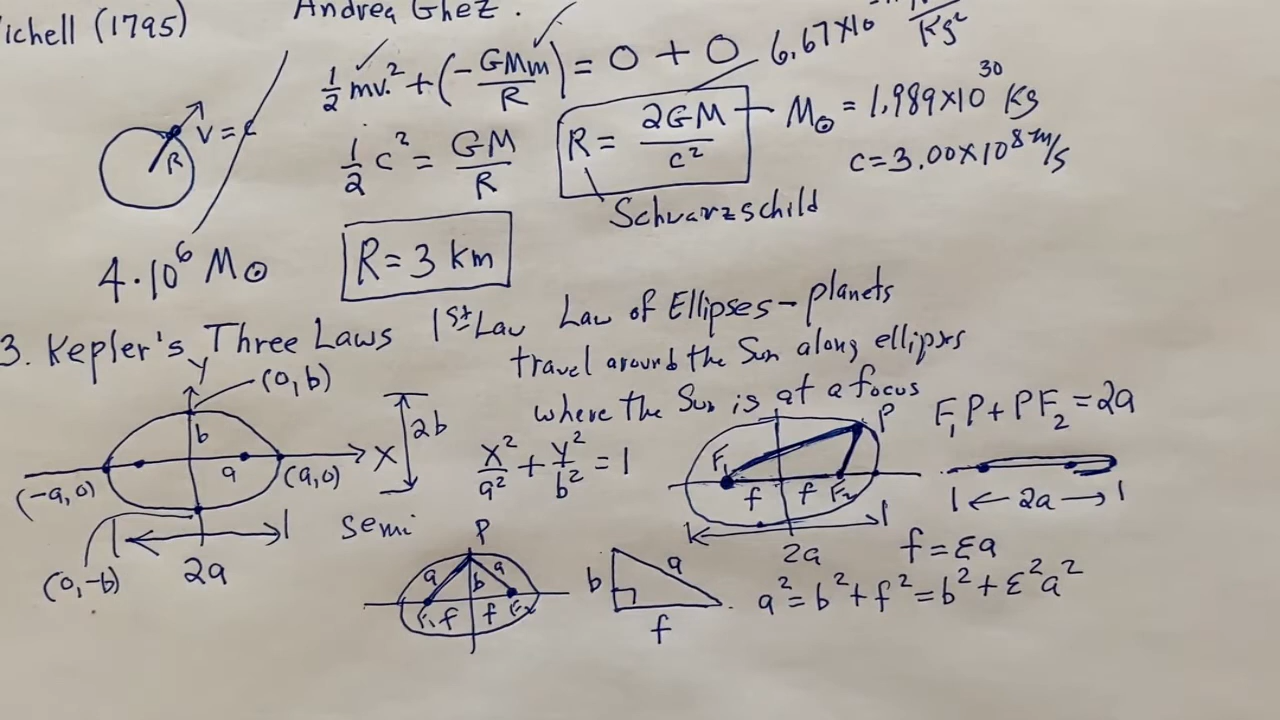 ichell (1795)
Andrea Ghez.
½ mv.² + (- GMm/R) = 0 + 0
6.67×10
Kg²
V = c
R
½ c² = GM/R
R = 2GM/c²
M⊙ = 1.989×10³⁰ Kg
c = 3.00×10⁸ m/s
Schwarzschild
4·10⁶ M⊙
R = 3 km
3. Kepler's Three Laws
1st Law
Law of Ellipses - planets
travel around the Sun along ellipses
where the Sun is at a focus
y
(0,b)
b
a
x
2b
(-a,0)
(a,0)
(0,-b)
2a
x²/a² + y²/b² = 1
P
F₁
F₂
f
f
2a
F₁P + PF₂ = 2a
2a
f = εa
semi
P
a
a
b
F₁
f
f
F₂
b
a
f
a² = b² + f² = b² + ε²a²